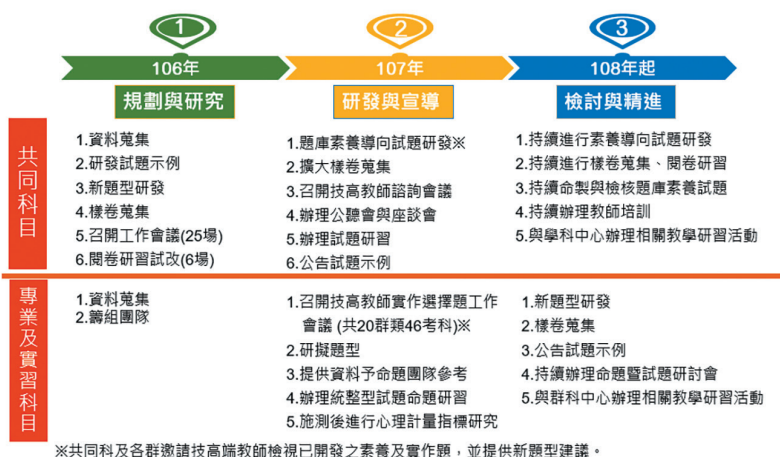 1
2
3
106年
107年
108年起
規劃與研究
研發與宣導
檢討與精進
共同科目
1.資料蒐集
2.研發試題示例
3.新題型研發
4.樣卷蒐集
5.召開工作會議(25場)
6.閱卷研習試改(6場)
1.題庫素養導向試題研發※
2.擴大樣卷蒐集
3.召開技高教師諮詢會議
4.辦理公聽會與座談會
5.辦理試題研習
6.公告試題示例
1.持續進行素養導向試題研發
2.持續進行樣卷蒐集、閱卷研習
3.持續命製與檢核題庫素養試題
4.持續辦理教師培訓
5.與學科中心辦理相關教學研習活動
專業及實習科目
1.資料蒐集
2.籌組團隊
1.召開技高教師實作選擇題工作
會議 (共20群類46考科)※
2.研擬題型
3.提供資料予命題團隊參考
4.辦理統整型試題命題研習
5.施測後進行心理計量指標研究
1.新題型研發
2.樣卷蒐集
3.公告試題示例
4.持續辦理命題暨試題研討會
5.與群科中心辦理相關教學研習活動
※共同科及各群邀請技高端教師檢視已開發之素養及實作題，並提供新題型建議。